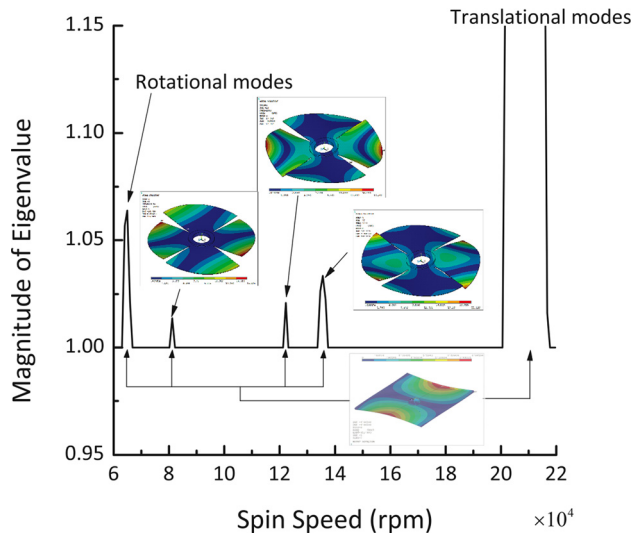 Translational modes
1.15
Rotational modes
1.10
1.05
1.00
0.95
Magnitude of Eigenvalue
6 8 10 12 14 16 18 20 22
Spin Speed (rpm) ×10⁴